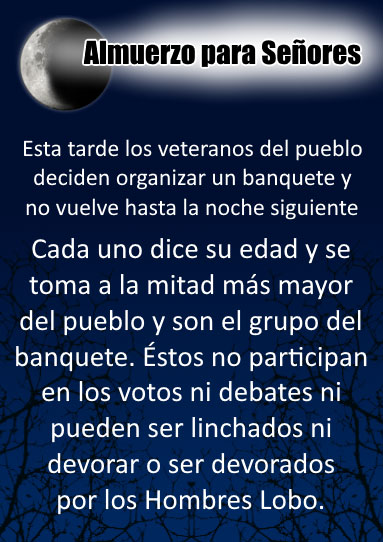 Almuerzo para Señores
Esta tarde los veteranos del pueblo
deciden organizar un banquete y
no vuelve hasta la noche siguiente
Cada uno dice su edad y se
toma a la mitad más mayor
del pueblo y son el grupo del
banquete. Éstos no participan
en los votos ni debates ni
pueden ser linchados ni
devorar o ser devorados
por los Hombres Lobo.